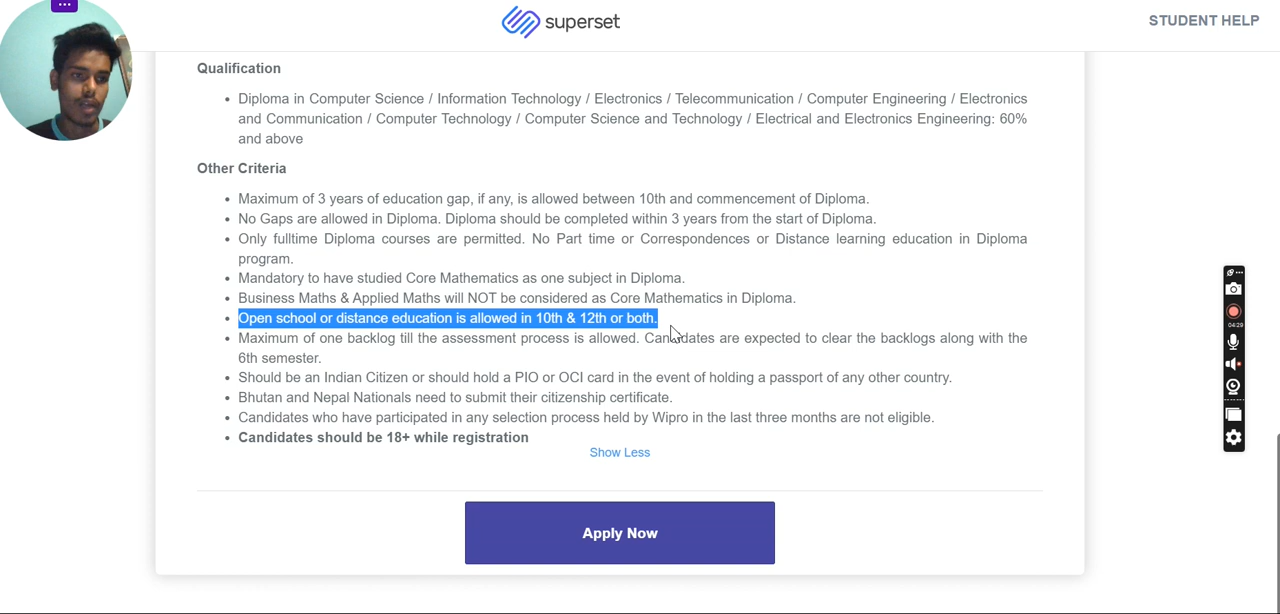 superset
STUDENT HELP
Qualification
• Diploma in Computer Science / Information Technology / Electronics / Telecommunication / Computer Engineering / Electronics
and Communication / Computer Technology / Computer Science and Technology / Electrical and Electronics Engineering: 60%
and above
Other Criteria
• Maximum of 3 years of education gap, if any, is allowed between 10th and commencement of Diploma.
• No Gaps are allowed in Diploma. Diploma should be completed within 3 years from the start of Diploma.
• Only fulltime Diploma courses are permitted. No Part time or Correspondences or Distance learning education in Diploma
program.
• Mandatory to have studied Core Mathematics as one subject in Diploma.
• Business Maths & Applied Maths will NOT be considered as Core Mathematics in Diploma.
• Open school or distance education is allowed in 10th & 12th or both.
• Maximum of one backlog till the assessment process is allowed. Candidates are expected to clear the backlogs along with the
6th semester.
• Should be an Indian Citizen or should hold a PIO or OCI card in the event of holding a passport of any other country.
• Bhutan and Nepal Nationals need to submit their citizenship certificate.
• Candidates who have participated in any selection process held by Wipro in the last three months are not eligible.
• Candidates should be 18+ while registration
Show Less
Apply Now
04:29